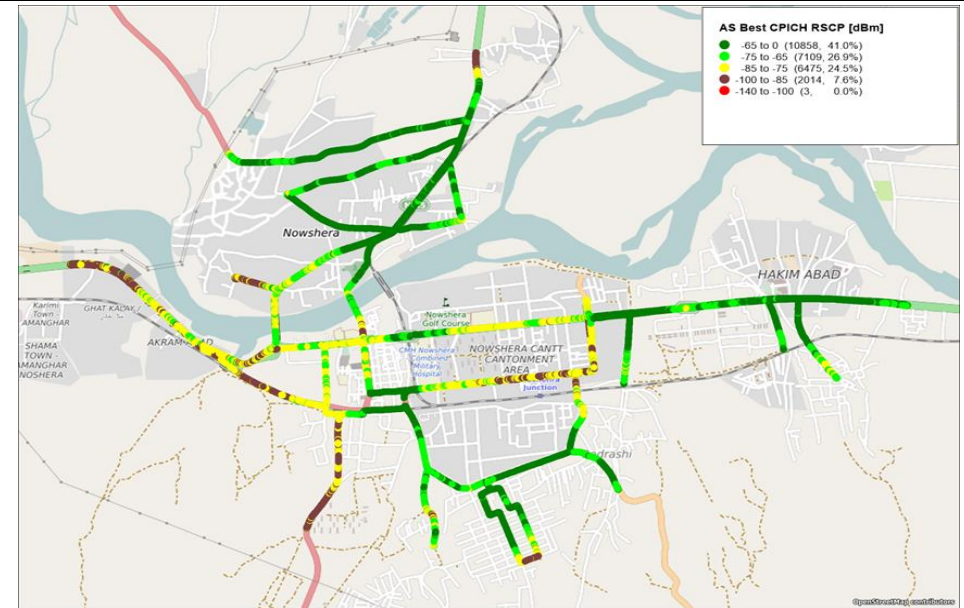 AS Best CPICH RSCP [dBm]
-65 to 0 (10858, 41.0%)
-75 to -65 (7109, 26.9%)
-85 to -75 (6475, 24.5%)
-100 to -85 (2014, 7.6%)
-140 to -100 (3, 0.0%)
Nowshera
HAKIM ABAD
Karimi
Town -
AMANGHAR
GHAT KALAY /
SHAMA
TOWN -
AMANGHAR
NOSHERA
Nowshera
Golf Course
CMH Nowshera
Combined
Military
Hospital
NOWSHERA CANTT
CANTONMENT
AREA
Junction
OpenStreetMap contributors